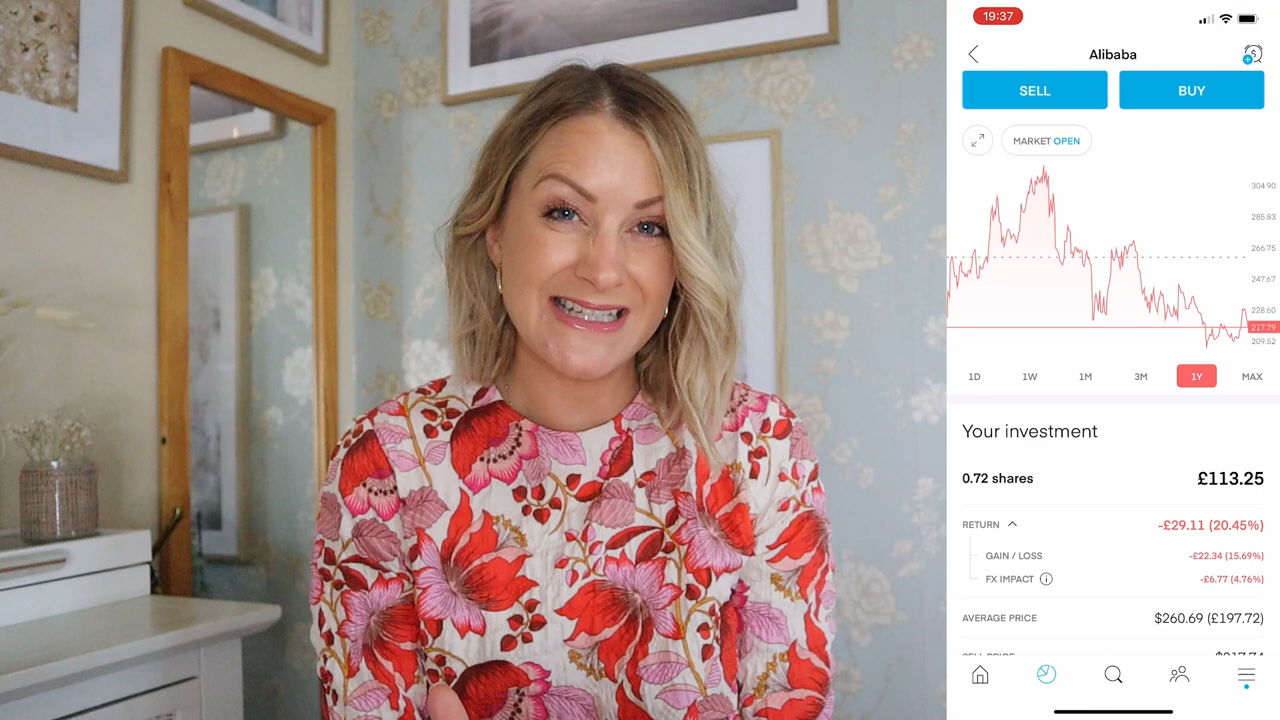 19:37
Alibaba
SELL BUY
MARKET OPEN
304.90
285.83
266.75
247.67
228.60
217.79
209.52
1D 1W 1M 3M 1Y MAX
Your investment
0.72 shares £113.25
RETURN -£29.11 (20.45%)
GAIN / LOSS -£22.34 (15.69%)
FX IMPACT -£6.77 (4.76%)
AVERAGE PRICE $260.69 (£197.72)